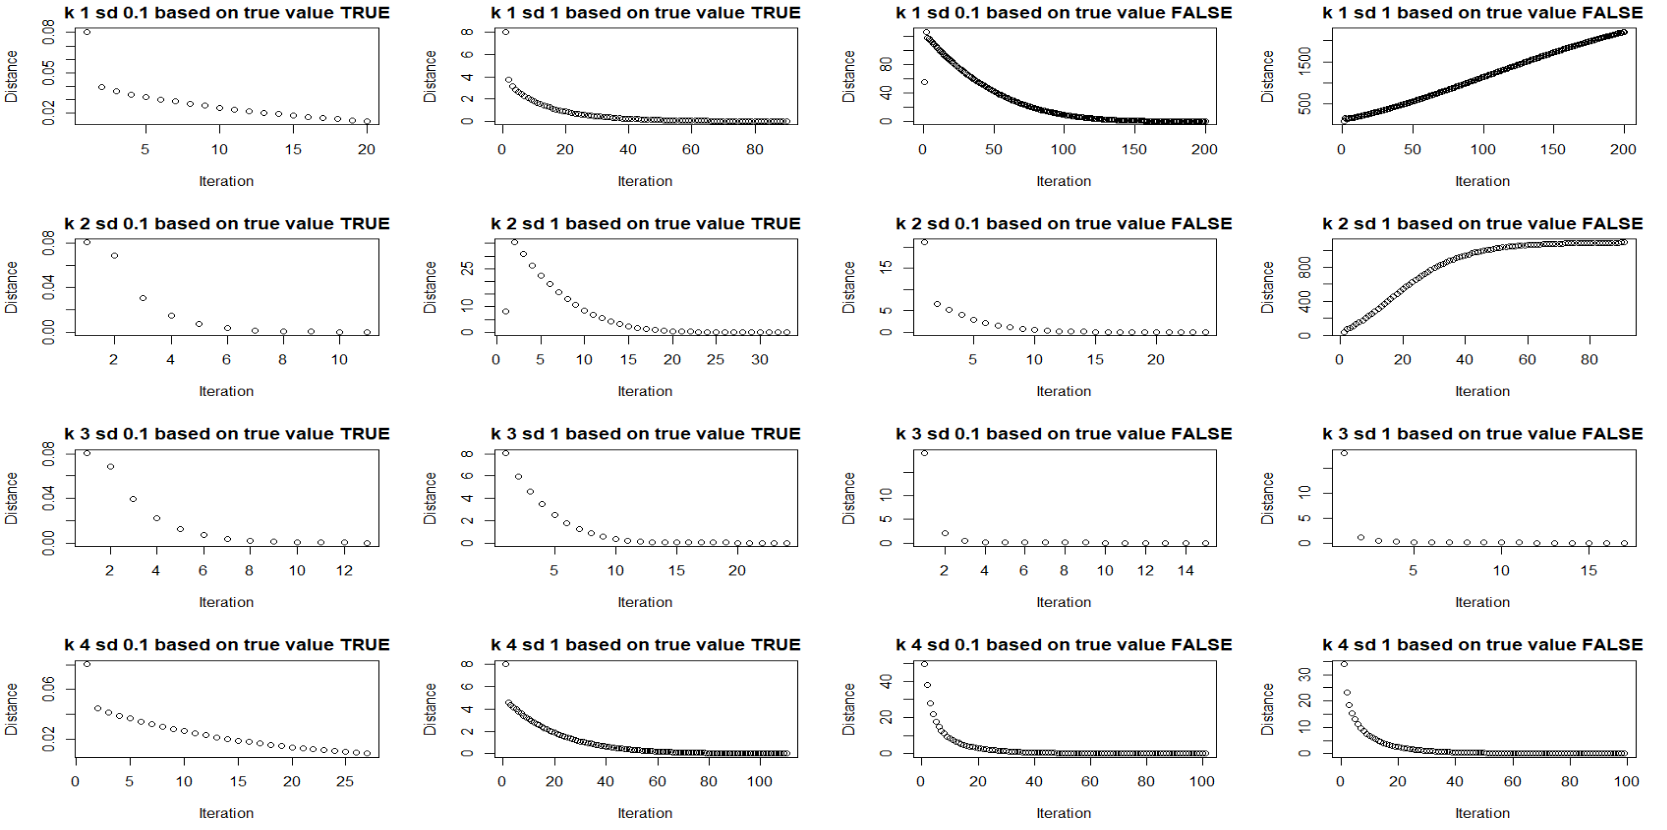 k 1 sd 0.1 based on true value TRUE
Distance
0.02 0.05 0.08
5 10 15 20
Iteration
k 1 sd 1 based on true value TRUE
Distance
0 2 4 6 8
0 20 40 60 80
Iteration
k 1 sd 0.1 based on true value FALSE
Distance
0 40 80
0 50 100 150 200
Iteration
k 1 sd 1 based on true value FALSE
Distance
500 1500
0 50 100 150 200
Iteration
k 2 sd 0.1 based on true value TRUE
Distance
0.00 0.04 0.08
2 4 6 8 10
Iteration
k 2 sd 1 based on true value TRUE
Distance
0 10 25
0 5 10 15 20 25 30
Iteration
k 2 sd 0.1 based on true value FALSE
Distance
0 5 15
5 10 15 20
Iteration
k 2 sd 1 based on true value FALSE
Distance
0 400 800
0 20 40 60 80
Iteration
k 3 sd 0.1 based on true value TRUE
Distance
0.00 0.04 0.08
2 4 6 8 10 12
Iteration
k 3 sd 1 based on true value TRUE
Distance
0 2 4 6 8
5 10 15 20
Iteration
k 3 sd 0.1 based on true value FALSE
Distance
0 5 10
2 4 6 8 10 12 14
Iteration
k 3 sd 1 based on true value FALSE
Distance
0 5 10
5 10 15
Iteration
k 4 sd 0.1 based on true value TRUE
Distance
0.02 0.06
0 5 10 15 20 25
Iteration
k 4 sd 1 based on true value TRUE
Distance
0 2 4 6 8
0 20 40 60 80 100
Iteration
k 4 sd 0.1 based on true value FALSE
Distance
0 20 40
0 20 40 60 80 100
Iteration
k 4 sd 1 based on true value FALSE
Distance
0 10 20 30
0 20 40 60 80 100
Iteration